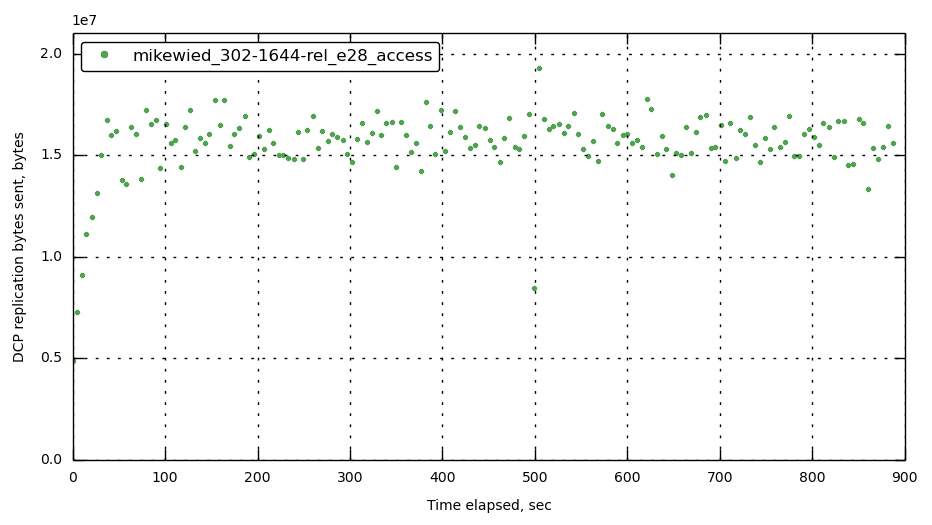 1e7
mikewied_302-1644-rel_e28_access
2.0
1.5
1.0
0.5
0.0
DCP replication bytes sent, bytes
0 100 200 300 400 500 600 700 800 900
Time elapsed, sec